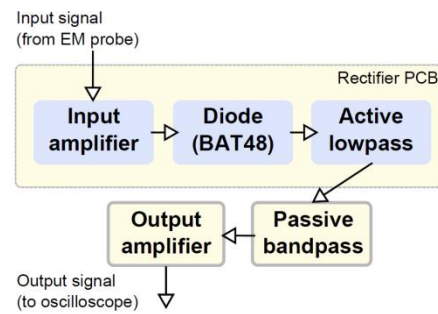 Input signal
(from EM probe)
Rectifier PCB
Input
amplifier
Diode
(BAT48)
Active
lowpass
Output
amplifier
Passive
bandpass
Output signal
(to oscilloscope)